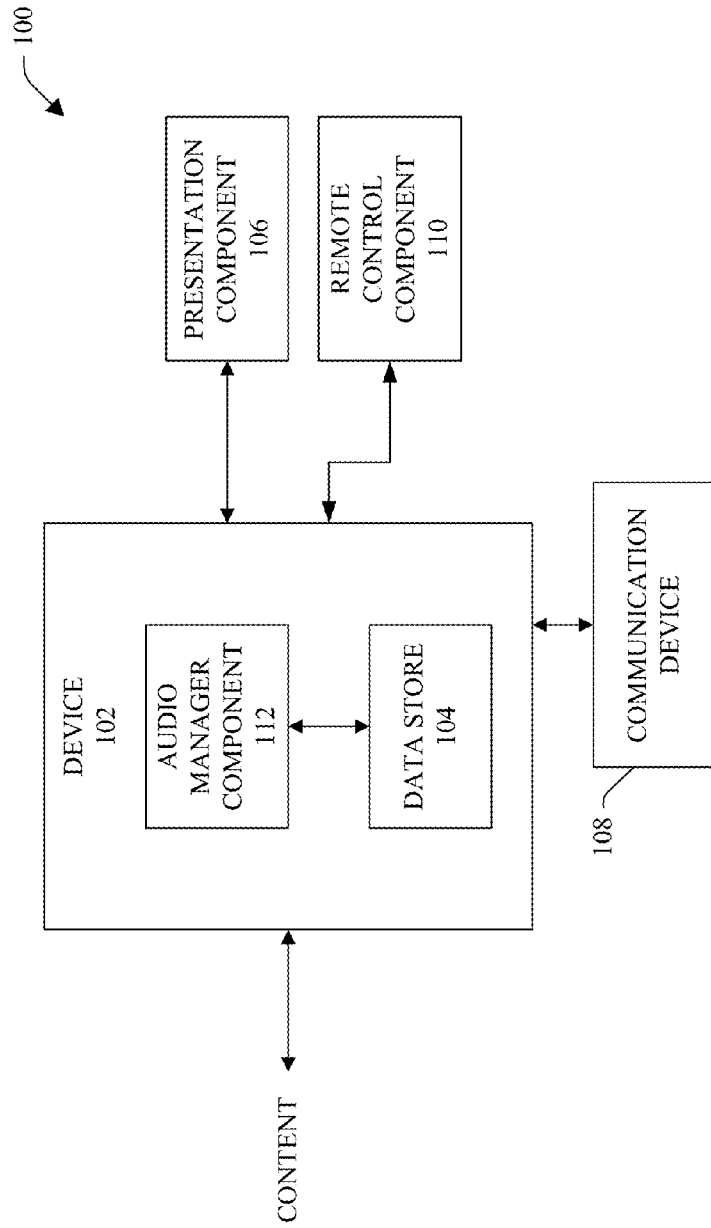 100
DEVICE
102
AUDIO
MANAGER
COMPONENT
112
DATA STORE
104
PRESENTATION
COMPONENT
106
REMOTE
CONTROL
COMPONENT
110
CONTENT
108
COMMUNICATION
DEVICE